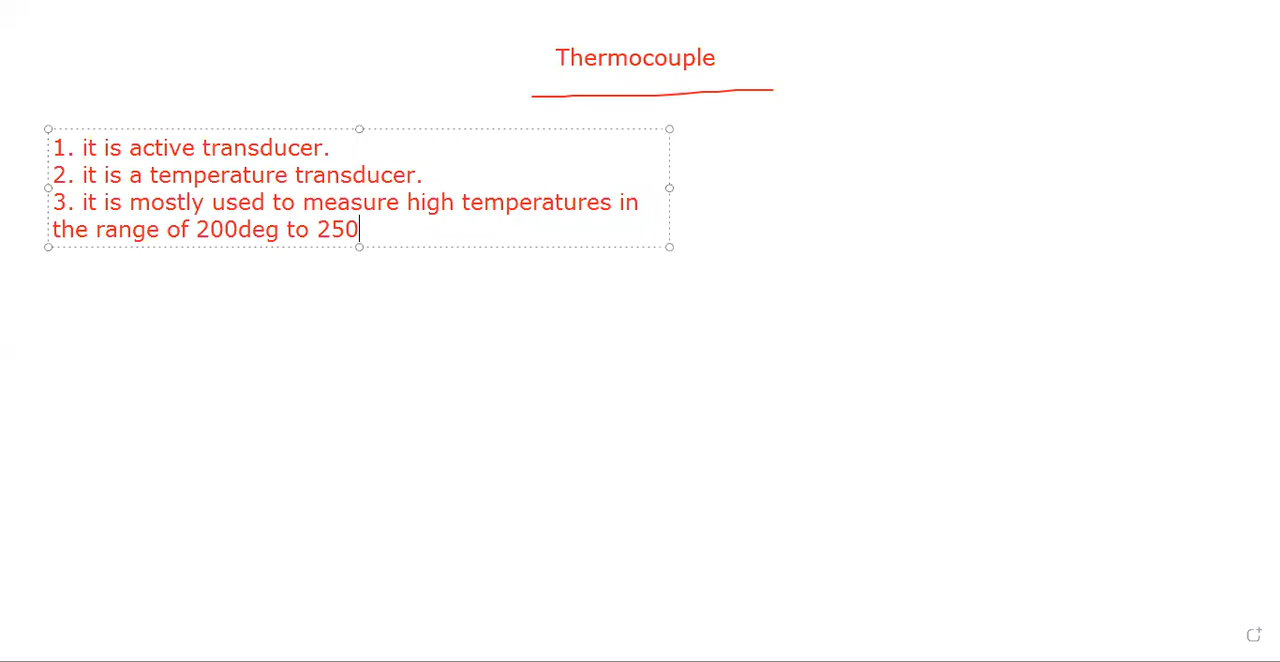 Thermocouple
1. it is active transducer.
2. it is a temperature transducer.
3. it is mostly used to measure high temperatures in
the range of 200deg to 250